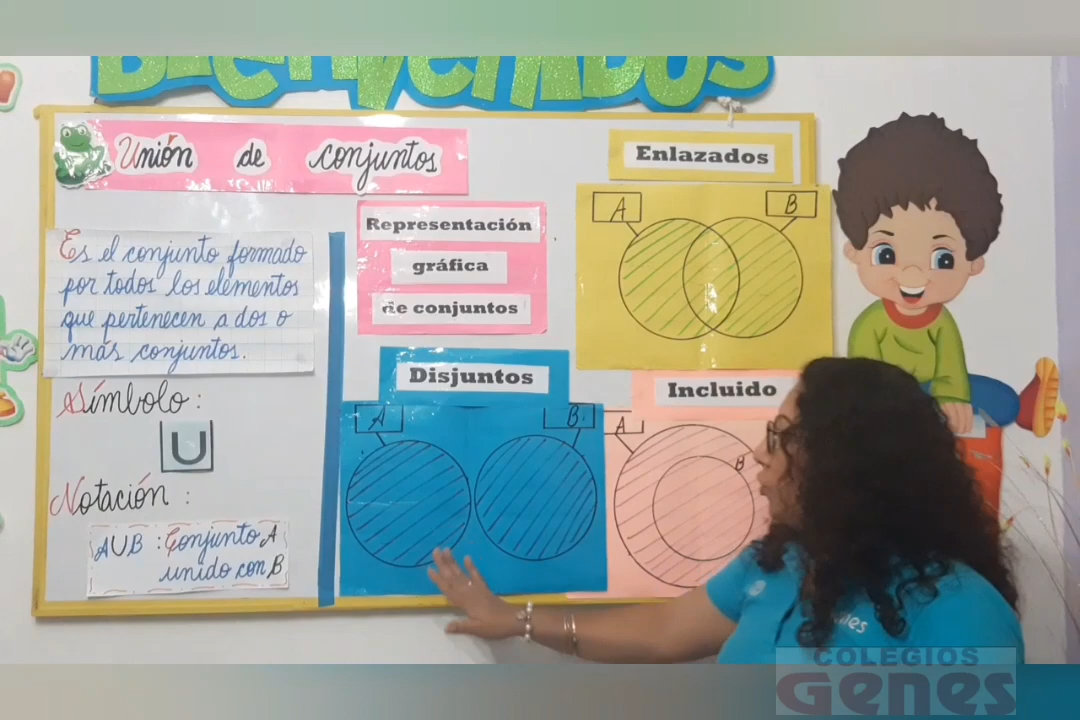 Bienvenidos
Unión de conjuntos
Es el conjunto formado
por todos los elementos
que pertenecen a dos o
más conjuntos.
Símbolo :
U
Notación :
AUB : Conjunto A
unido con B
Representación
gráfica
de conjuntos
Enlazados
A B
Disjuntos
A B
Incluido
A
B
COLEGIOS
Genes